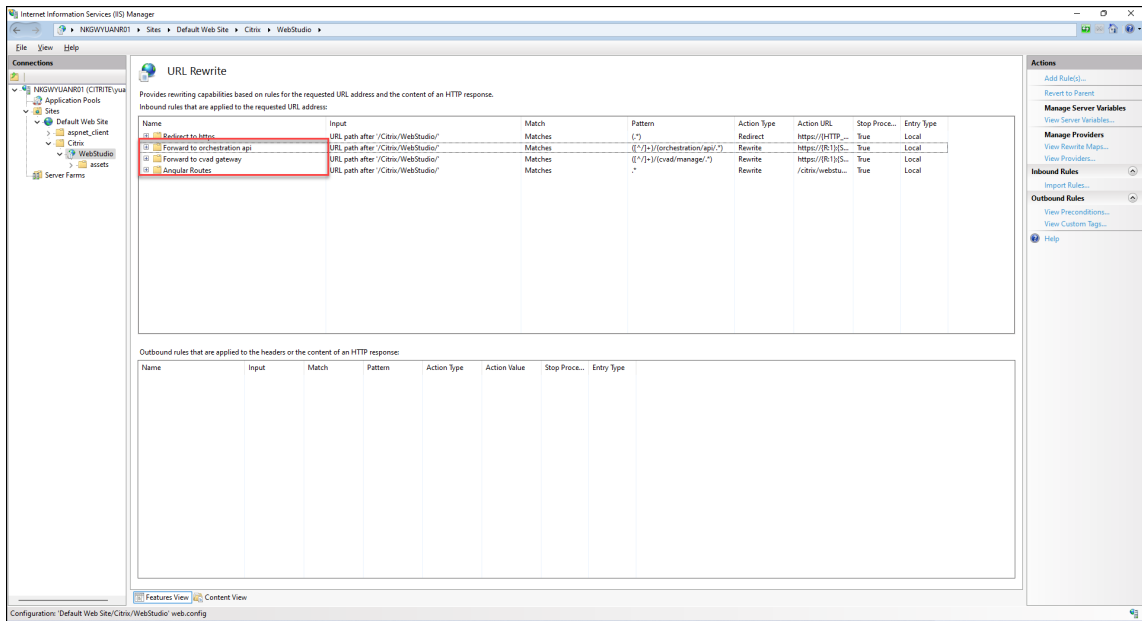 Internet Information Services (IIS) Manager
NKGWYUANR01 Sites Default Web Site Citrix WebStudio
File View Help
Connections
NKGWYUANR01 (CITRITE\yua
Application Pools
Sites
Default Web Site
aspnet_client
Citrix
WebStudio
assets
Server Farms
URL Rewrite
Provides rewriting capabilities based on rules for the requested URL address and the content of an HTTP response.
Inbound rules that are applied to the requested URL address:
Name Input Match Pattern Action Type Action URL Stop Proce... Entry Type
Redirect to https URL path after '/Citrix/WebStudio/' Matches (.*) Redirect https://{HTTP_... True Local
Forward to orchestration api URL path after '/Citrix/WebStudio/' Matches ([^/]+)/(orchestration/api/.*) Rewrite https://{R:1}:{S... True Local
Forward to cvad gateway URL path after '/Citrix/WebStudio/' Matches ([^/]+)/(cvad/manage/.*) Rewrite https://{R:1}:{S... True Local
Angular Routes URL path after '/Citrix/WebStudio/' Matches .* Rewrite /citrix/webstu... True Local
Outbound rules that are applied to the headers or the content of an HTTP response:
Name Input Match Pattern Action Type Action Value Stop Proce... Entry Type
Features View Content View
Actions
Add Rule(s)...
Revert to Parent
Manage Server Variables
View Server Variables...
Manage Providers
View Rewrite Maps...
View Providers...
Inbound Rules
Import Rules...
Outbound Rules
View Preconditions...
View Custom Tags...
Help
Configuration: 'Default Web Site/Citrix/WebStudio' web.config